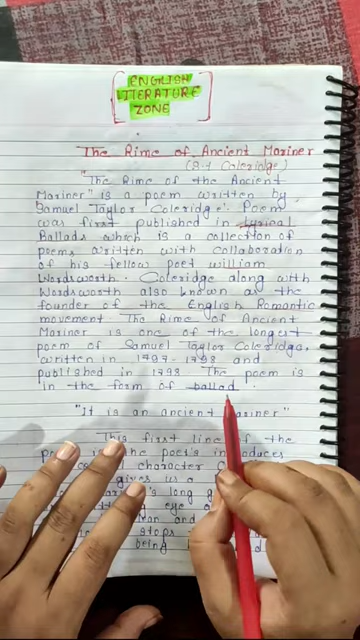 ENGLISH
LITERATURE
ZONE
The Rime of Ancient Mariner
(S.T Coleridge)
"The Rime of the Ancient
Mariner" is a poem written by
Samuel Taylor Coleridge. Poem
was first published in lyrical
Ballads which is a collection of
poems written with collaboration
of his fellow poet william
Wordsworth. Coleridge along with
Wordsworth also known as the
founder of the English Romantic
movement The Rime of Ancient
Mariner is one of the longest
poem of Samuel Taylor Coleridge,
written in 1797-1798 and
published in 1798 The poem is
in the form of ballad.
"It is an ancient Mariner"
This first line of the
the poet's introduces
character
gives us a
long
eye
and
stops
being